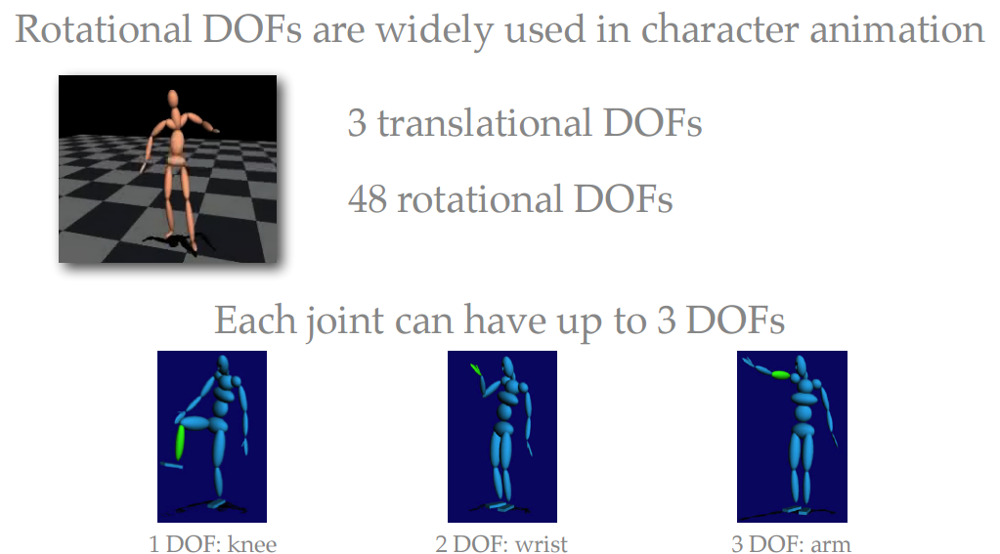 Rotational DOFs are widely used in character animation
3 translational DOFs
48 rotational DOFs
Each joint can have up to 3 DOFs
1 DOF: knee
2 DOF: wrist
3 DOF: arm